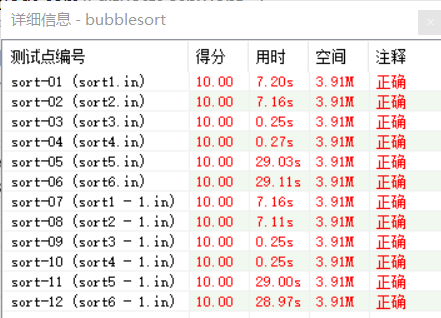 详细信息 - bubblesort
测试点编号 得分 用时 空间 注释
sort-01 (sort1.in) 10.00 7.20s 3.91M 正确
sort-02 (sort2.in) 10.00 7.16s 3.91M 正确
sort-03 (sort3.in) 10.00 0.25s 3.91M 正确
sort-04 (sort4.in) 10.00 0.27s 3.91M 正确
sort-05 (sort5.in) 10.00 29.03s 3.91M 正确
sort-06 (sort6.in) 10.00 29.11s 3.91M 正确
sort-07 (sort1 - 1.in) 10.00 7.16s 3.91M 正确
sort-08 (sort2 - 1.in) 10.00 7.11s 3.91M 正确
sort-09 (sort3 - 1.in) 10.00 0.25s 3.91M 正确
sort-10 (sort4 - 1.in) 10.00 0.25s 3.91M 正确
sort-11 (sort5 - 1.in) 10.00 29.00s 3.91M 正确
sort-12 (sort6 - 1.in) 10.00 28.97s 3.91M 正确